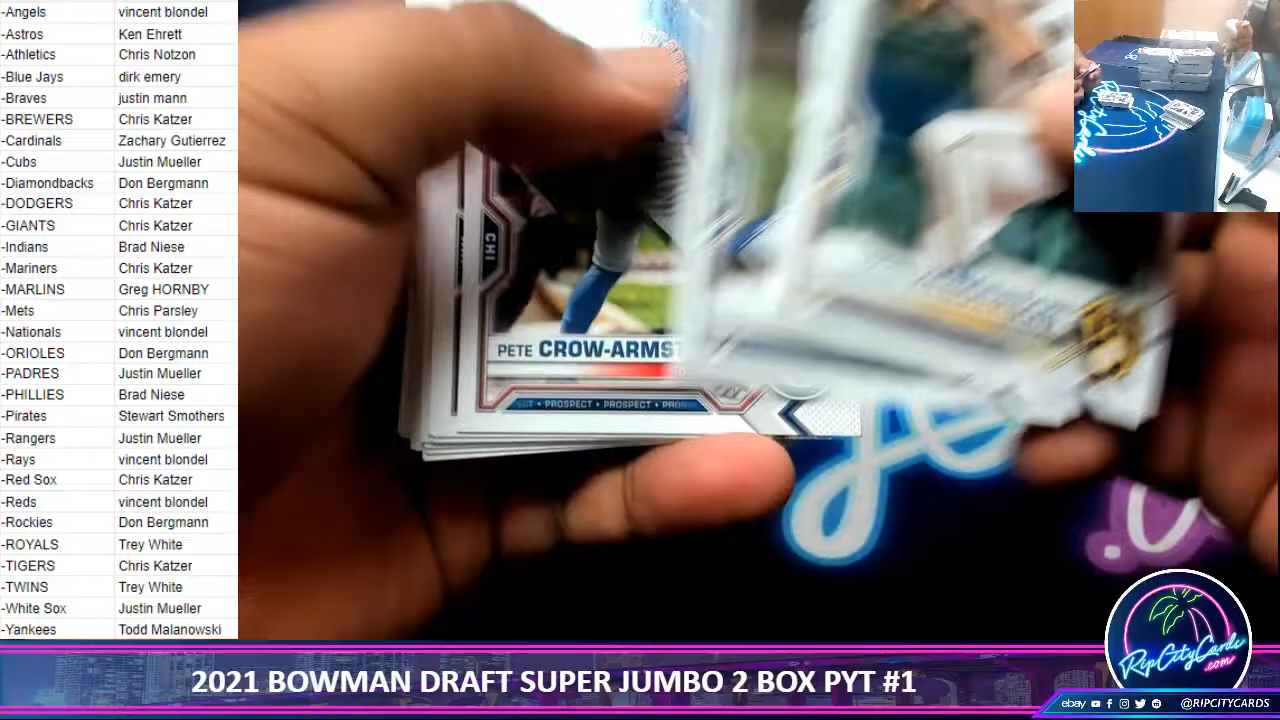 -Angels vincent blondel
-Astros Ken Ehrett
-Athletics Chris Notzon
-Blue Jays dirk emery
-Braves justin mann
-BREWERS Chris Katzer
-Cardinals Zachary Gutierrez
-Cubs Justin Mueller
-Diamondbacks Don Bergmann
-DODGERS Chris Katzer
-GIANTS Chris Katzer
-Indians Brad Niese
-Mariners Chris Katzer
-MARLINS Greg HORNBY
-Mets Chris Parsley
-Nationals vincent blondel
-ORIOLES Don Bergmann
-PADRES Justin Mueller
-PHILLIES Brad Niese
-Pirates Stewart Smothers
-Rangers Justin Mueller
-Rays vincent blondel
-Red Sox Chris Katzer
-Reds vincent blondel
-Rockies Don Bergmann
-ROYALS Trey White
-TIGERS Chris Katzer
-TWINS Trey White
-White Sox Justin Mueller
-Yankees Todd Malanowski
CHI
PETE CROW-ARMS
PROSPECT • PROSPECT
2021 BOWMAN DRAFT SUPER JUMBO 2 BOX PYT #1
RipCityCards
.com
ebay @RIPCITYCARDS